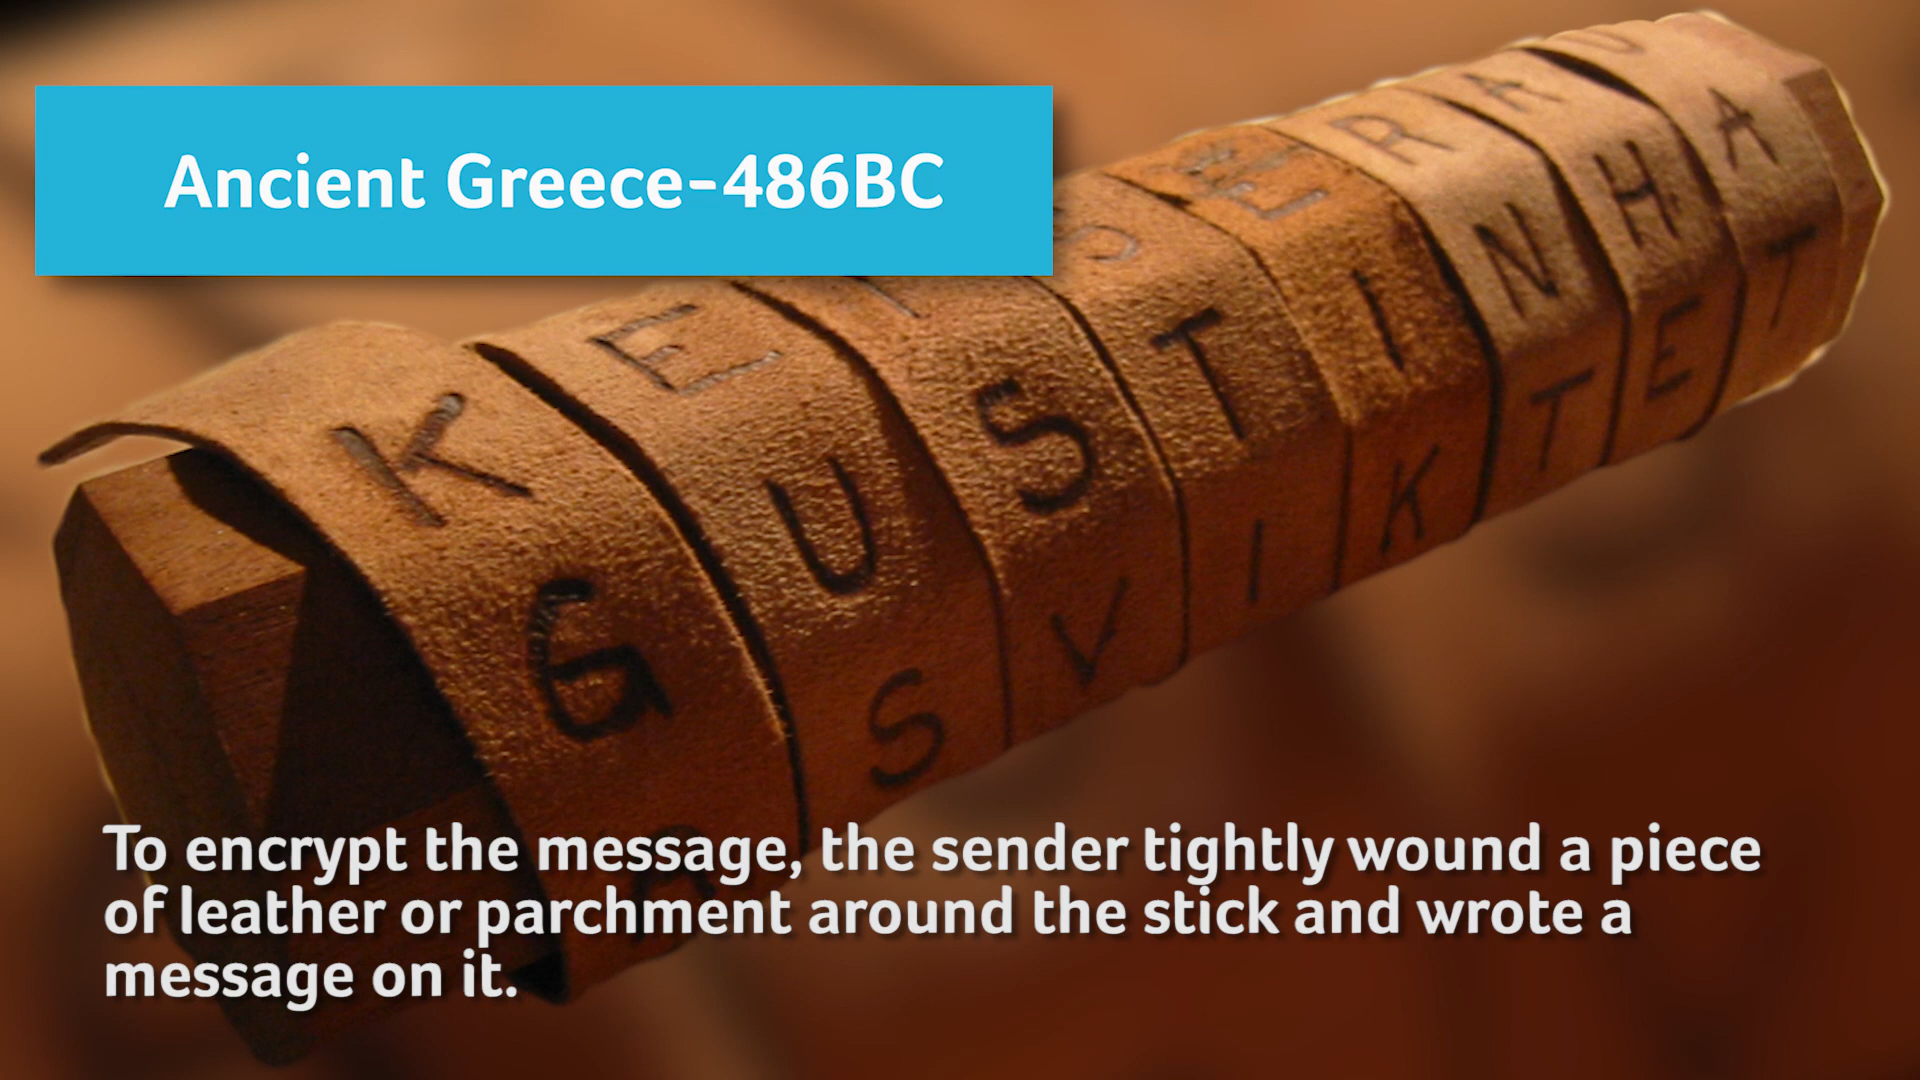 Ancient Greece-486BC
K E I S E R A U
G U S T I N H A
S V I K T E T
To encrypt the message, the sender tightly wound a piece
of leather or parchment around the stick and wrote a
message on it.